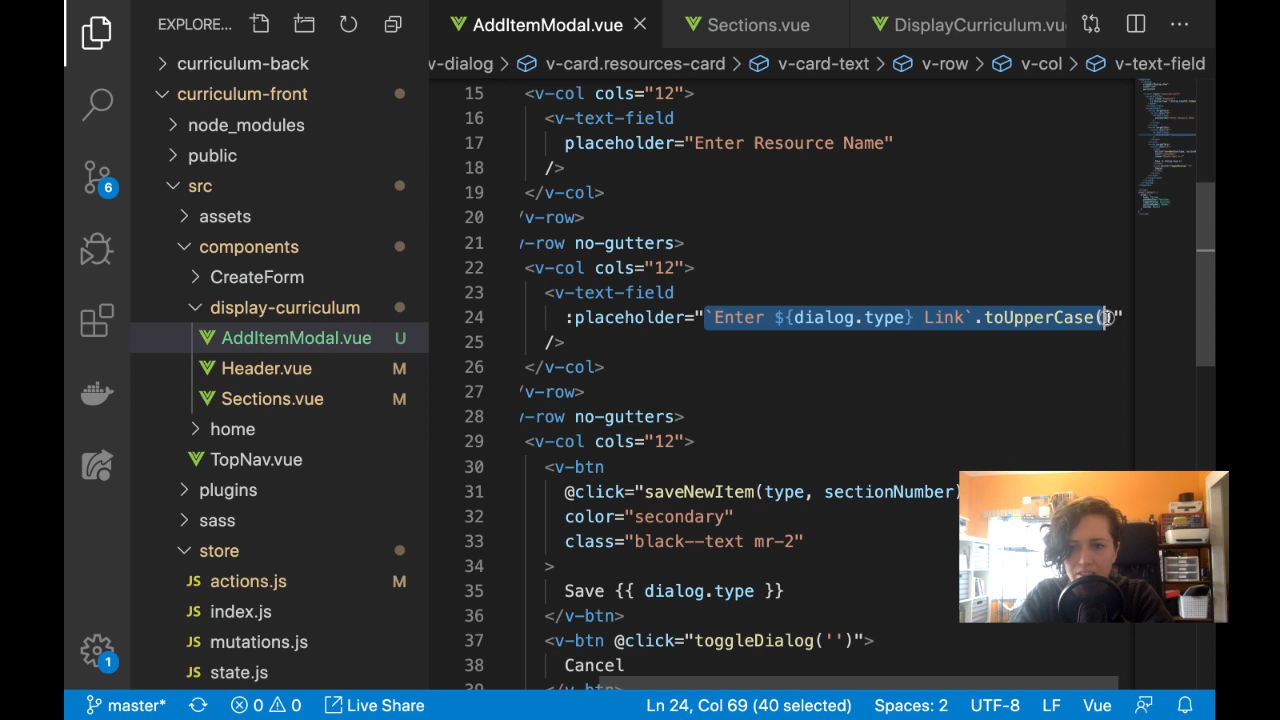 EXPLORE...
AddItemModal.vue
Sections.vue
DisplayCurriculum.vu
v-dialog > v-card.resources-card > v-card-text > v-row > v-col > v-text-field
curriculum-back
curriculum-front
node_modules
public
src
assets
components
CreateForm
display-curriculum
AddItemModal.vue U
Header.vue M
Sections.vue M
home
TopNav.vue
plugins
sass
store
JS actions.js M
JS index.js
JS mutations.js
JS state.js
6
1
15 <v-col cols="12">
16 <v-text-field
17 placeholder="Enter Resource Name"
18 />
19 </v-col>
20 /v-row>
21 v-row no-gutters>
22 <v-col cols="12">
23 <v-text-field
24 :placeholder="`Enter ${dialog.type} Link`.toUpperCase()"
25 />
26 </v-col>
27 /v-row>
28 v-row no-gutters>
29 <v-col cols="12">
30 <v-btn
31 @click="saveNewItem(type, sectionNumber)
32 color="secondary"
33 class="black--text mr-2"
34 >
35 Save {{ dialog.type }}
36 </v-btn>
37 <v-btn @click="toggleDialog('')">
38 Cancel
39 </v-btn>
master* 0 0 Live Share Ln 24, Col 69 (40 selected) Spaces: 2 UTF-8 LF Vue